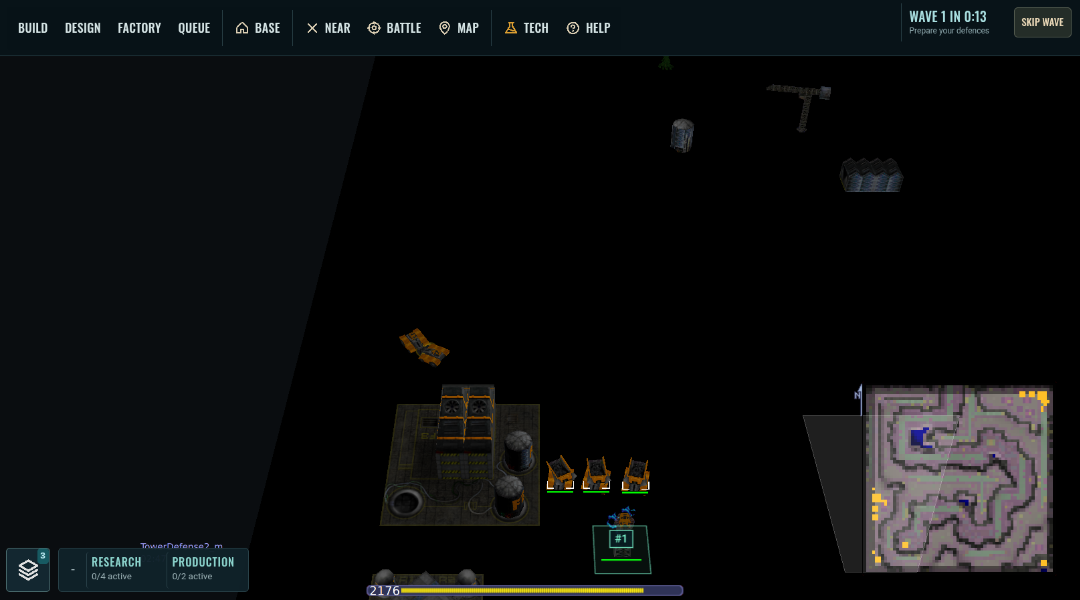 BUILD DESIGN FACTORY QUEUE BASE NEAR BATTLE MAP TECH HELP
WAVE 1 IN 0:13
Prepare your defences
SKIP WAVE
N
#1
TowerDefense2_m
3
-
RESEARCH
0/4 active
PRODUCTION
0/2 active
2176